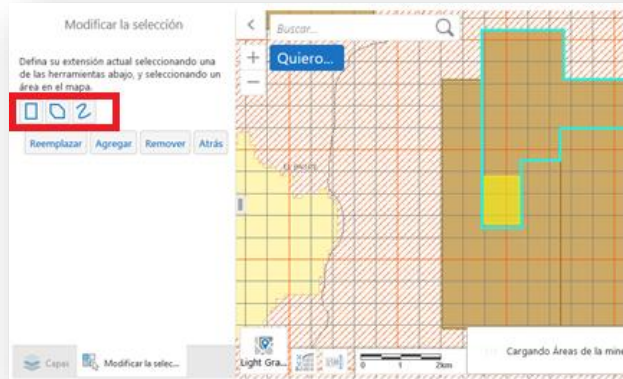 Modificar la selección
Defina su extensión actual seleccionando una
de las herramientas abajo, y seleccionando un
área en el mapa.
Reemplazar Agregar Remover Atrás
Capas
Modificar la selec...
Buscar...
Quiero...
Light Gra...
0 1 2km
Cargando Áreas de la mine